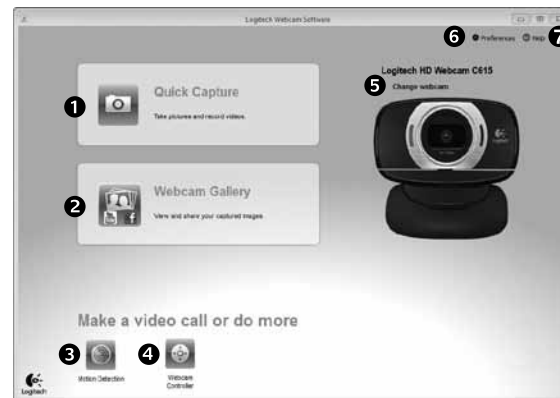 Logitech Webcam Software
6 Preferences Help 7
Logitech HD Webcam C615
5 Change webcam
1 Quick Capture
Take pictures and record videos.
Logitech
2 Webcam Gallery
View and share your captured images.
Make a video call or do more
3 Motion Detection
4 Webcam
Controller
Logitech